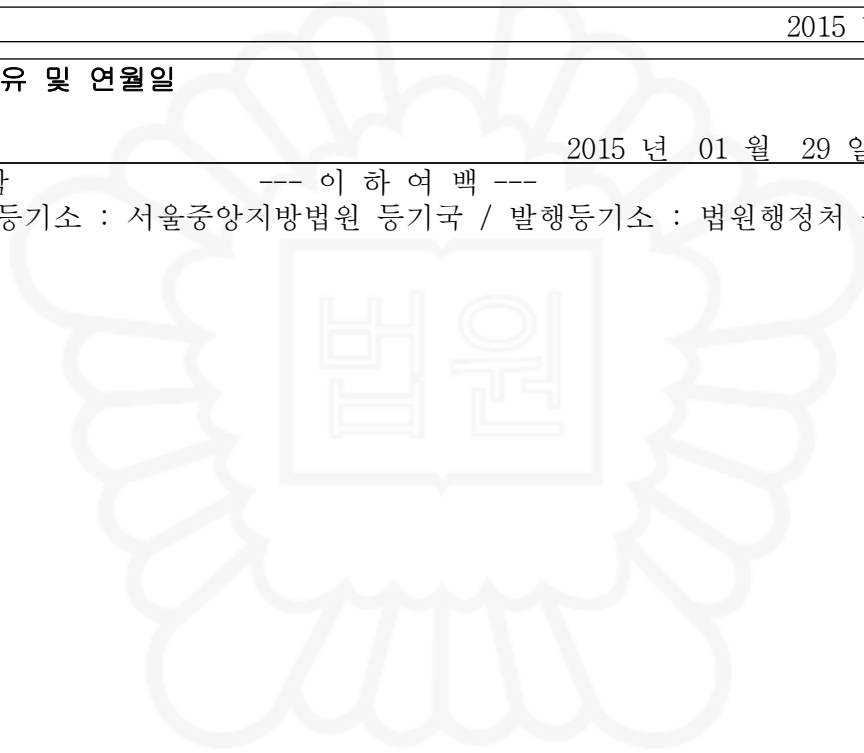 2015
유 및 연월일
2015 년 01 월 29 일
--- 이 하 여 백 ---
등기소 : 서울중앙지방법원 등기국 / 발행등기소 : 법원행정처
법원